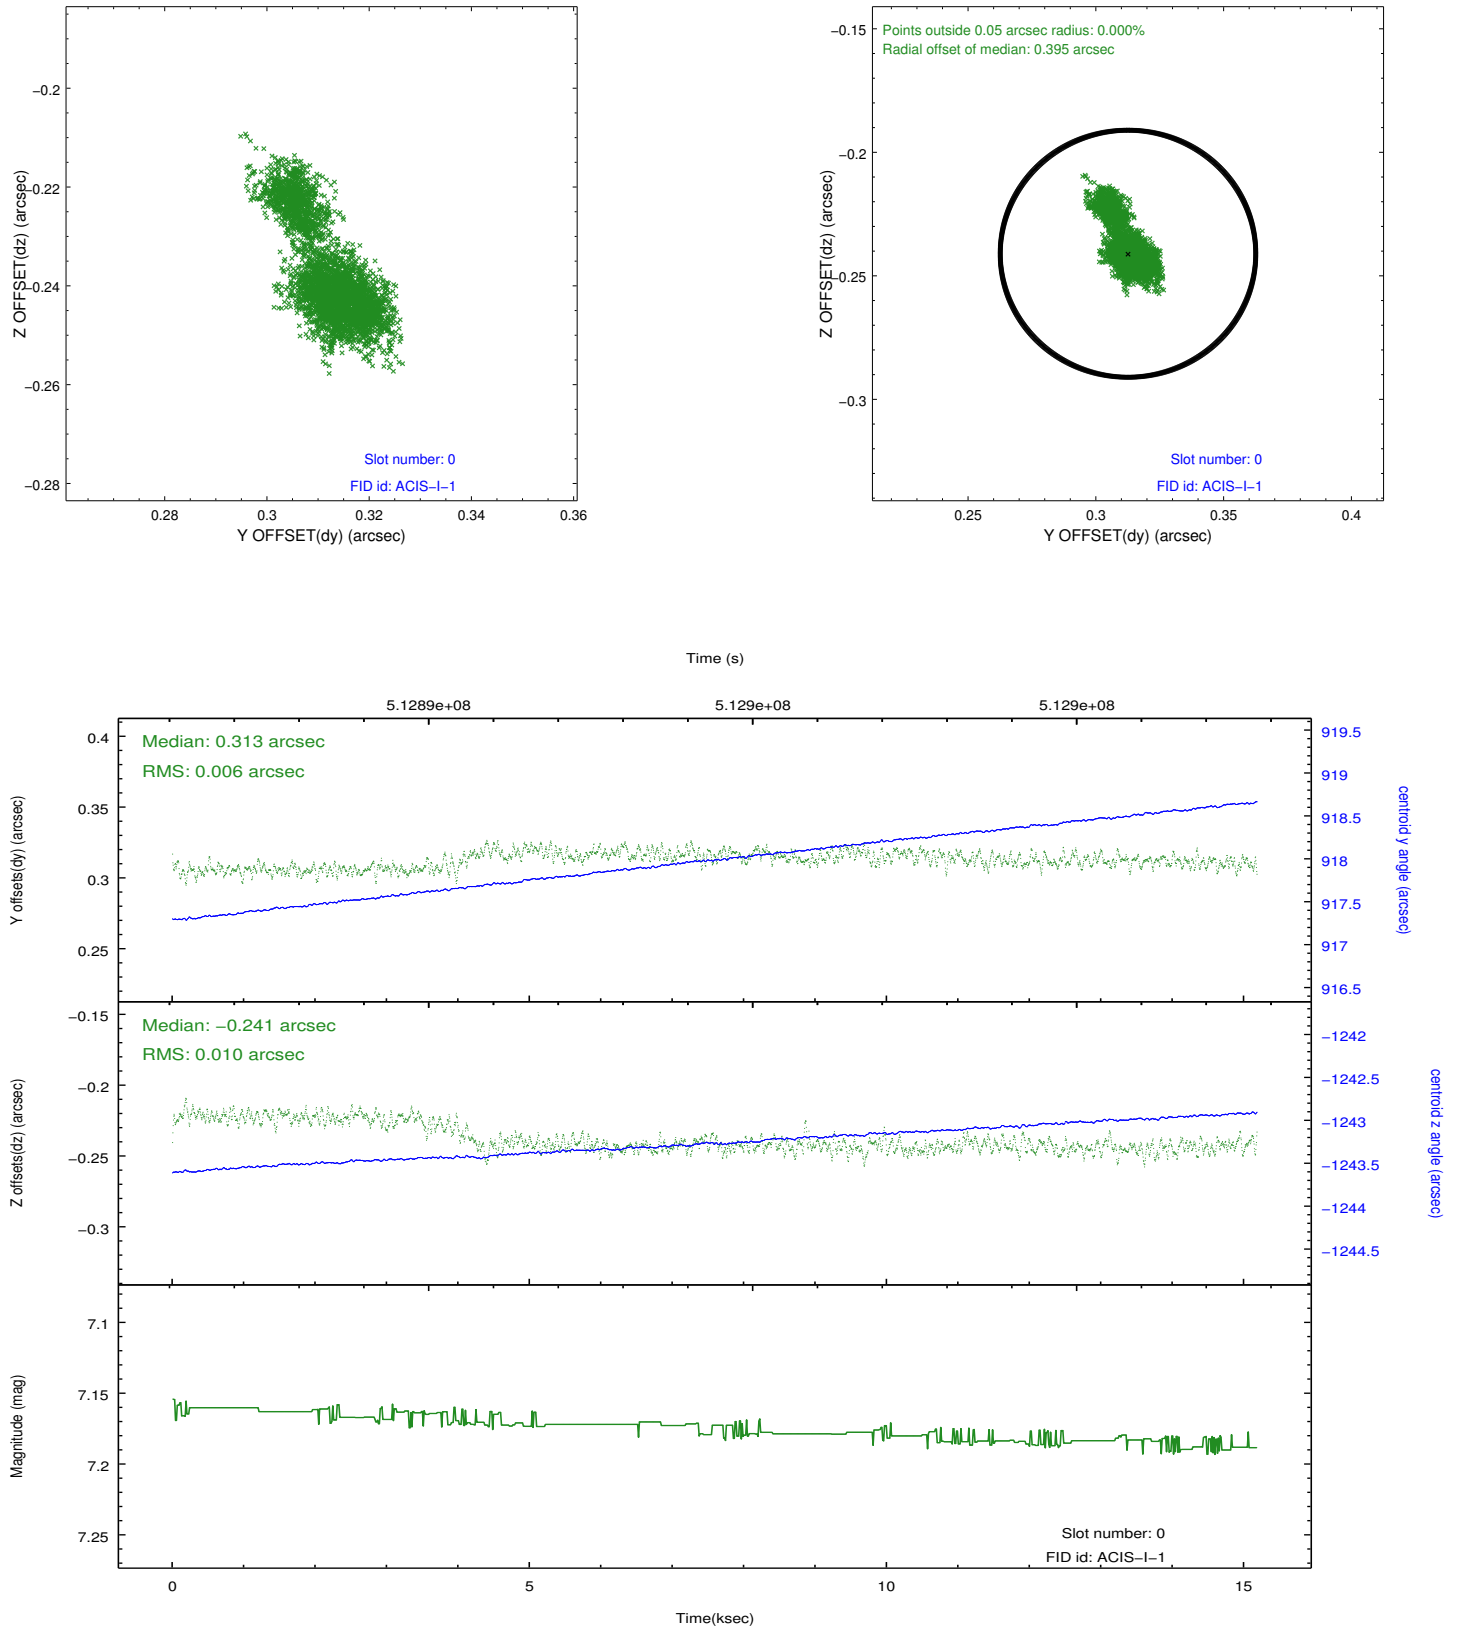 −0.2
−0.22
−0.24
−0.26
−0.28
Z OFFSET(dz) (arcsec)
Slot number: 0
FID id: ACIS−I−1
0.28 0.3 0.32 0.34 0.36
Y OFFSET(dy) (arcsec)
Points outside 0.05 arcsec radius: 0.000%
Radial offset of median: 0.395 arcsec
−0.15
−0.2
−0.25
−0.3
Z OFFSET(dz) (arcsec)
Slot number: 0
FID id: ACIS−I−1
0.25 0.3 0.35 0.4
Y OFFSET(dy) (arcsec)
Time (s)
5.1289e+08 5.129e+08 5.129e+08
Median: 0.313 arcsec
RMS: 0.006 arcsec
0.4
0.35
0.3
0.25
Y offsets(dy) (arcsec)
919.5
919
918.5
918
917.5
917
916.5
centroid y angle (arcsec)
Median: −0.241 arcsec
RMS: 0.010 arcsec
−0.15
−0.2
−0.25
−0.3
Z offsets(dz) (arcsec)
−1242
−1242.5
−1243
−1243.5
−1244
−1244.5
centroid z angle (arcsec)
7.1
7.15
7.2
7.25
Magnitude (mag)
Slot number: 0
FID id: ACIS−I−1
0 5 10 15
Time(ksec)